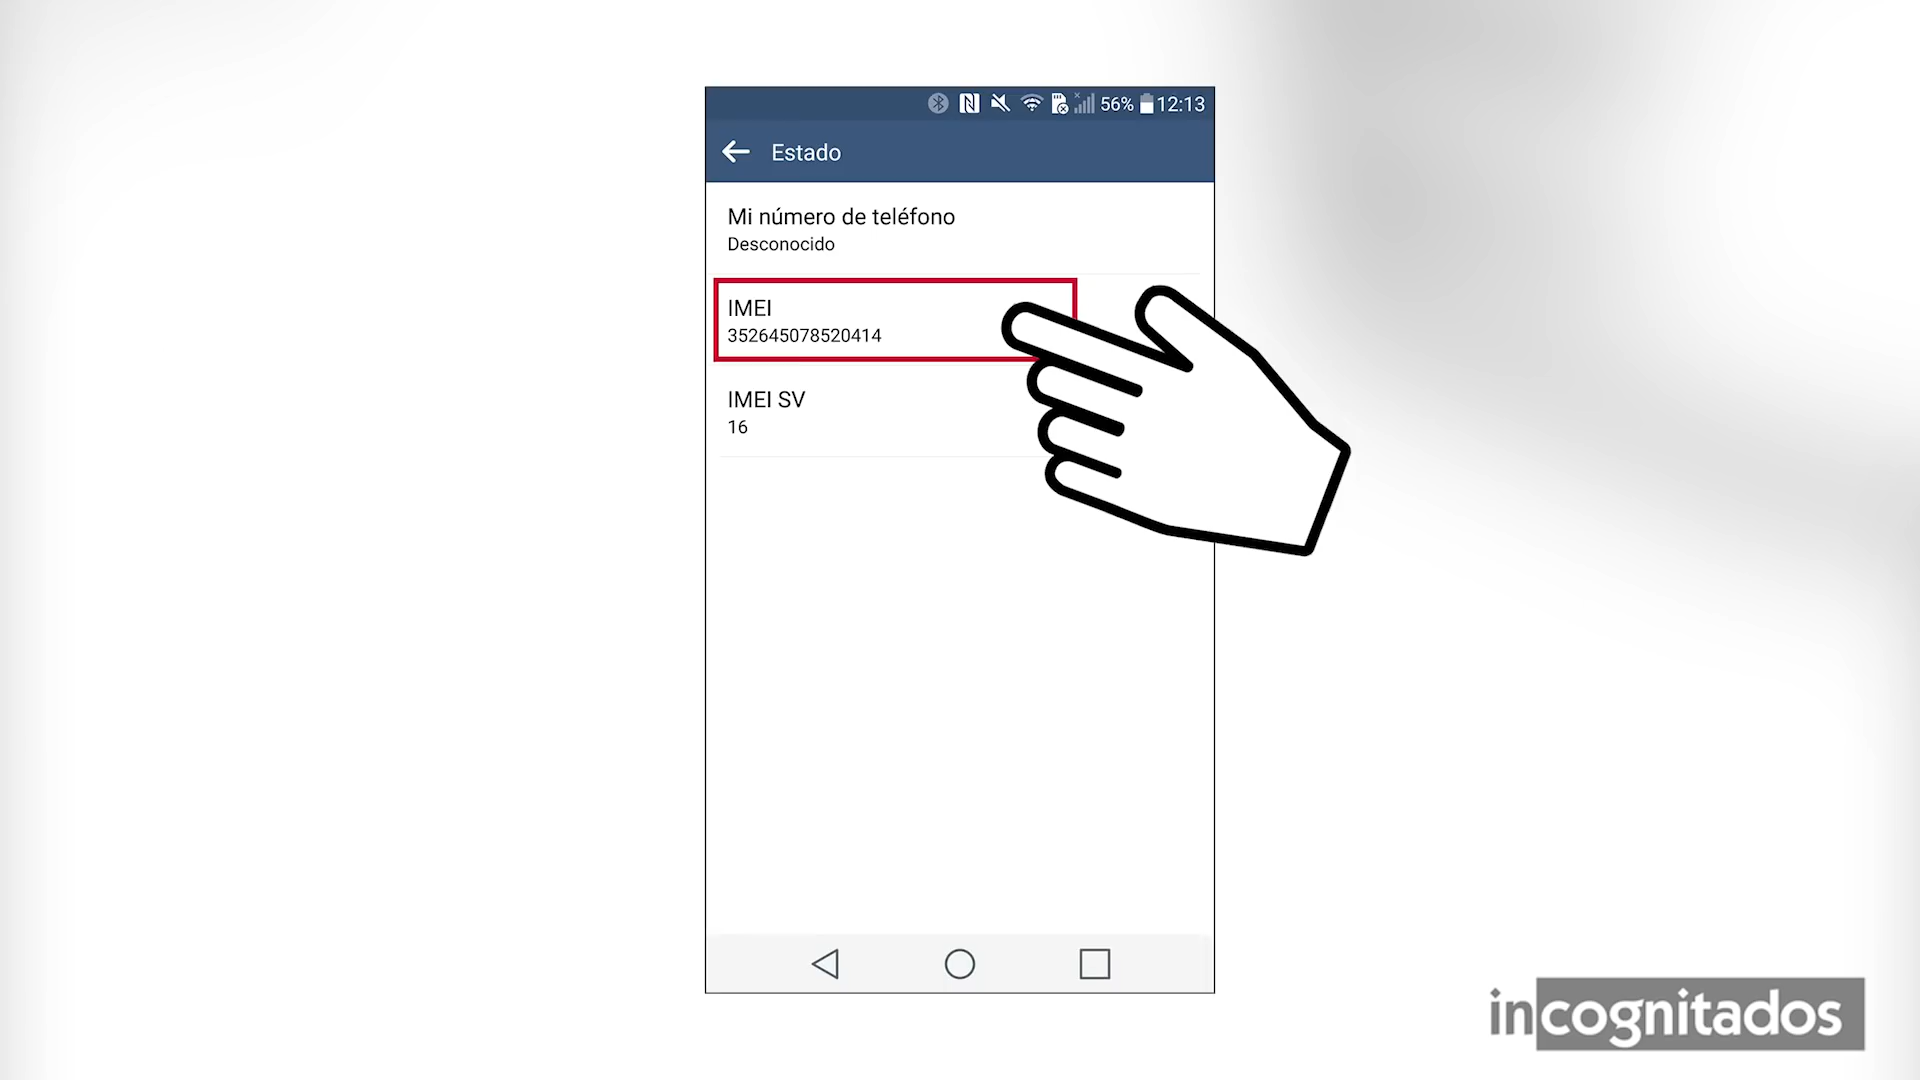 56% 12:13
Estado
Mi número de teléfono
Desconocido
IMEI
352645078520414
IMEI SV
16
incognitados